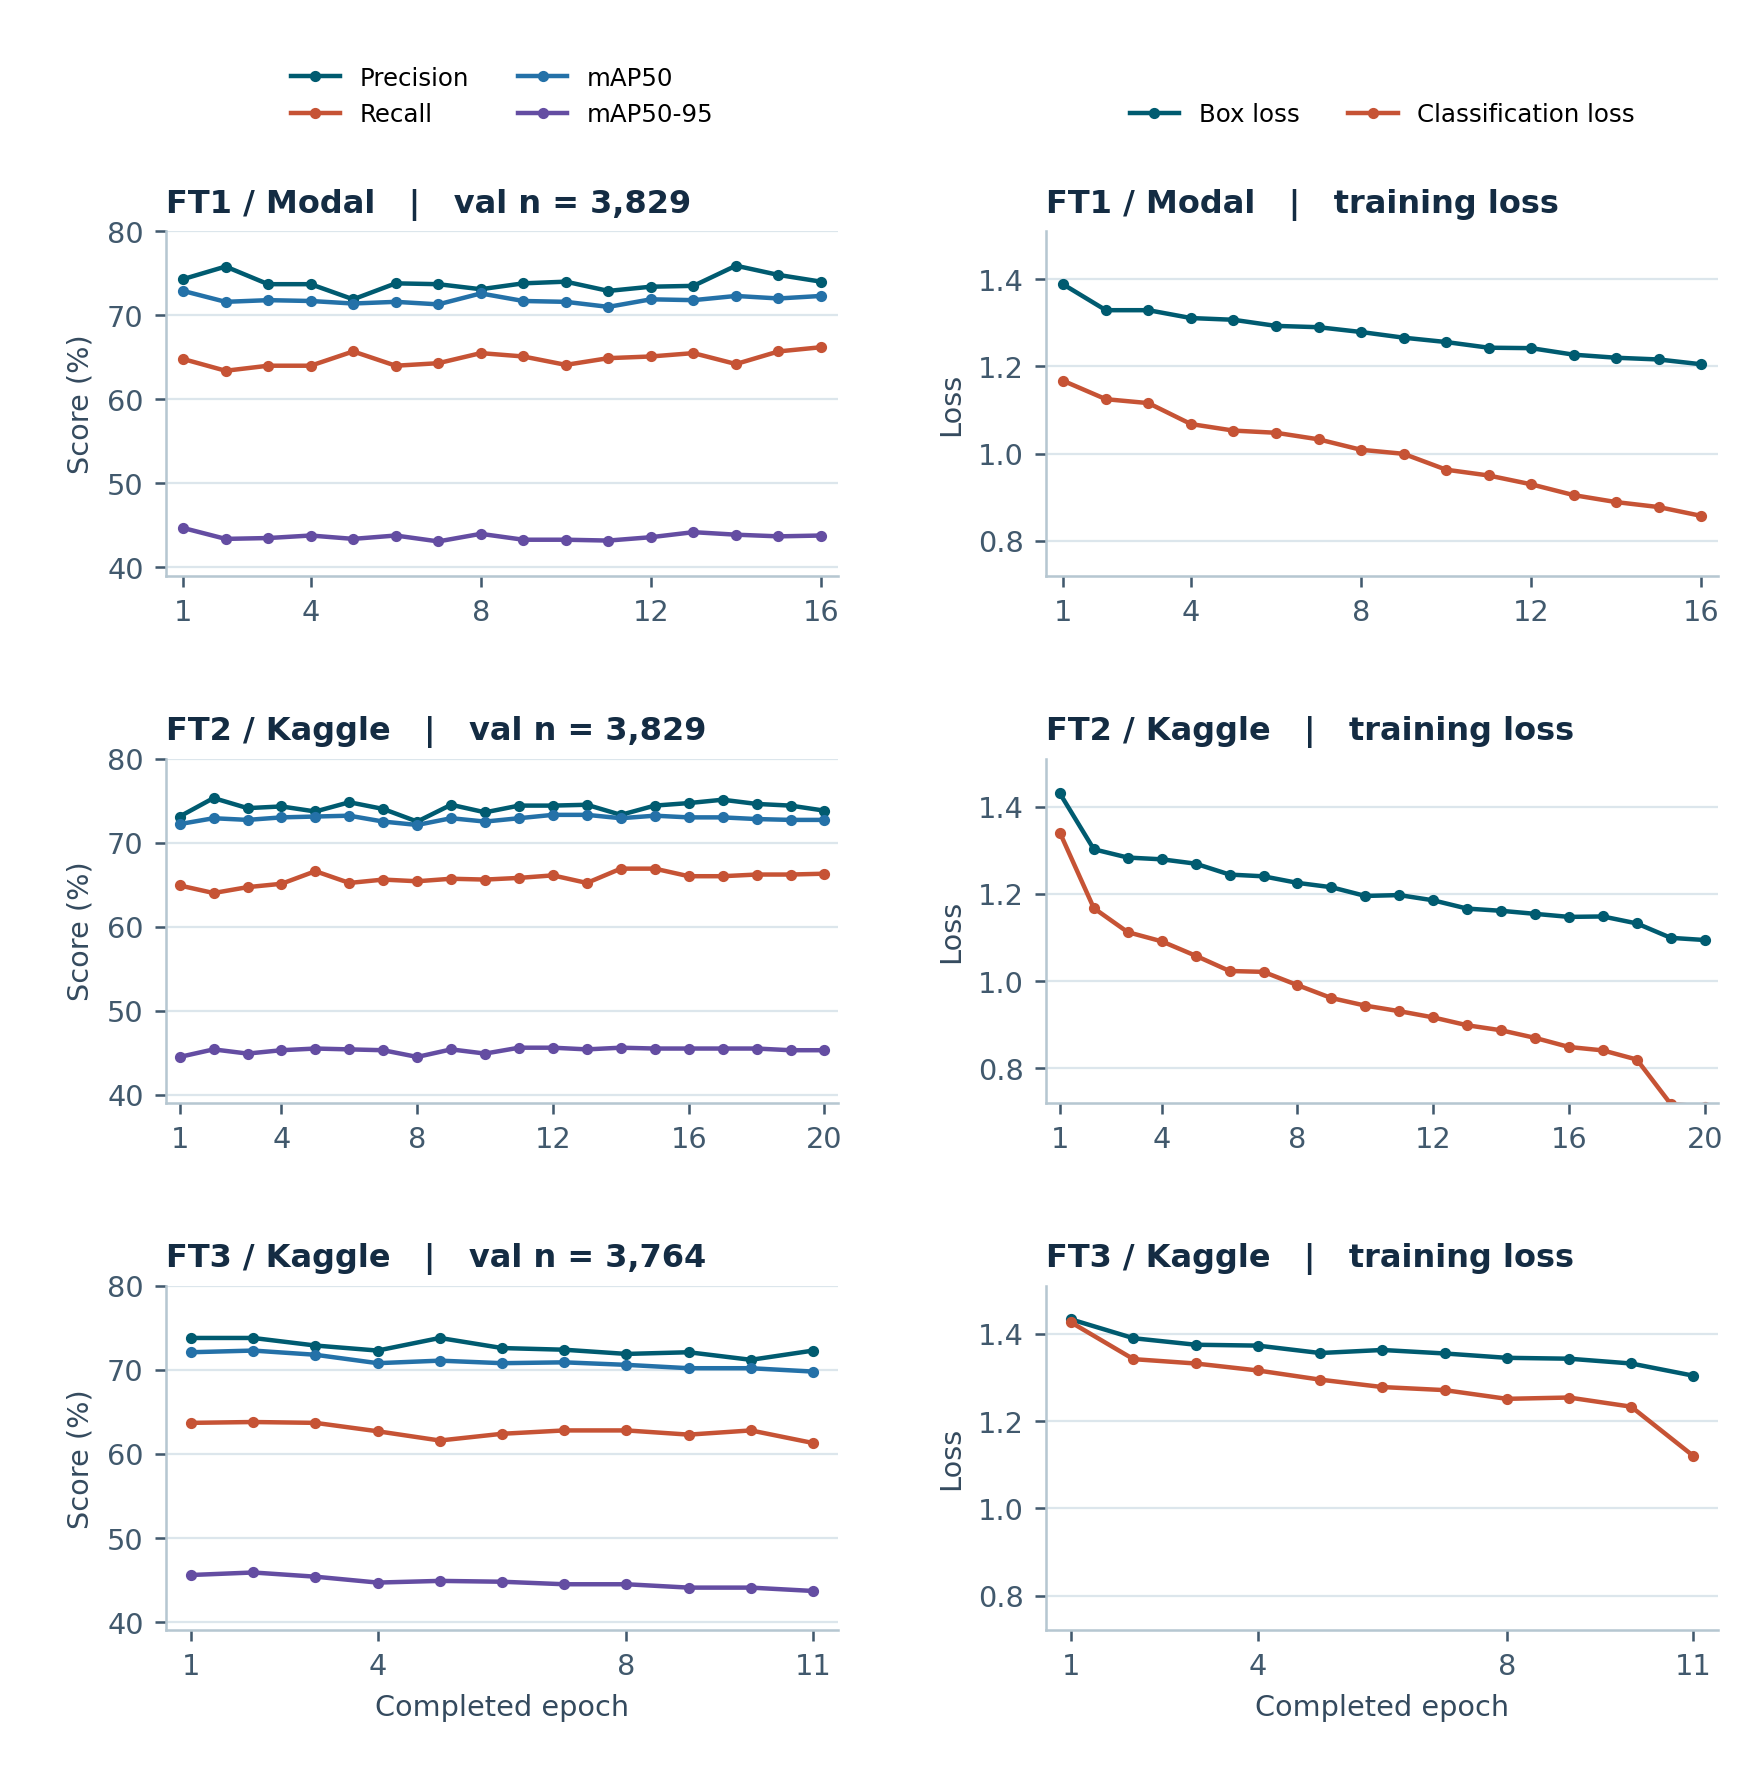 Precision mAP50
Recall mAP50-95
Box loss Classification loss
FT1 / Modal | val n = 3,829
80
70
60
50
40
Score (%)
1 4 8 12 16
FT1 / Modal | training loss
1.4
1.2
1.0
0.8
Loss
1 4 8 12 16
FT2 / Kaggle | val n = 3,829
80
70
60
50
40
Score (%)
1 4 8 12 16 20
FT2 / Kaggle | training loss
1.4
1.2
1.0
0.8
Loss
1 4 8 12 16 20
FT3 / Kaggle | val n = 3,764
80
70
60
50
40
Score (%)
1 4 8 11
Completed epoch
FT3 / Kaggle | training loss
1.4
1.2
1.0
0.8
Loss
1 4 8 11
Completed epoch